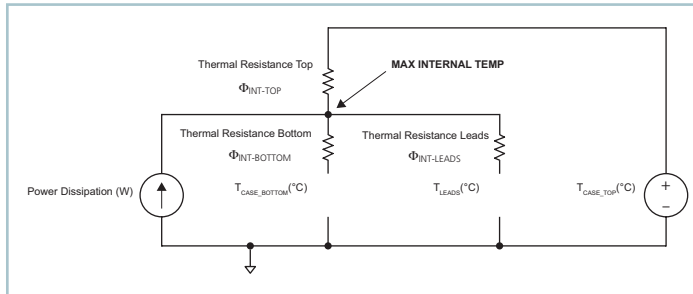 Thermal Resistance Top
MAX INTERNAL TEMP
ΦINT-TOP
Thermal Resistance Bottom
Thermal Resistance Leads
ΦINT-BOTTOM
ΦINT-LEADS
Power Dissipation (W)
TCASE_BOTTOM(°C)
TLEADS(°C)
TCASE_TOP(°C)
+
–